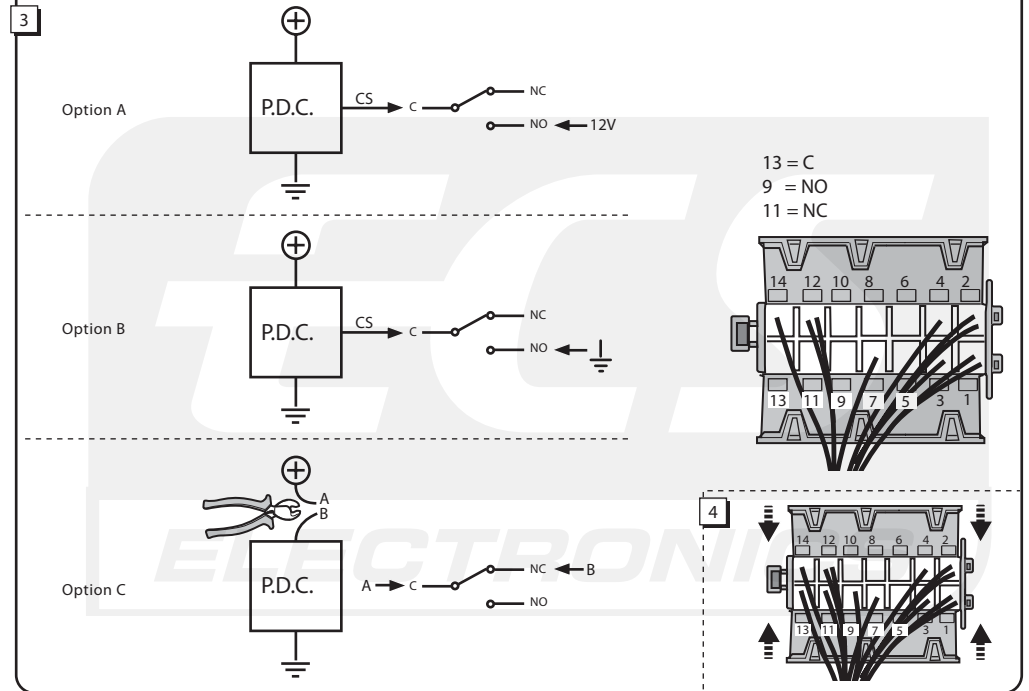 3
Option A
P.D.C.
CS
C
NC
NO
12V
Option B
P.D.C.
CS
C
NC
NO
Option C
A
B
P.D.C.
A
C
NC
B
NO
13 = C
9 = NO
11 = NC
14 12 10 8 6 4 2
13 11 9 7 5 3 1
4
14 12 10 8 6 4 2
13 11 9 7 5 3 1
ECS
ELECTRONICS